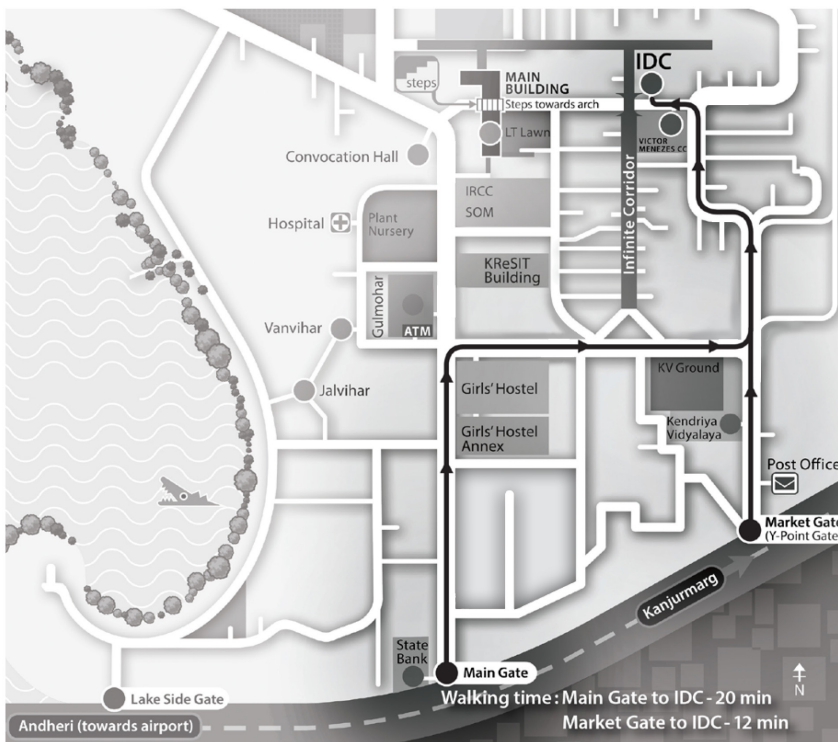 IDC
steps
MAIN
BUILDING
Steps towards arch
LT Lawn
VICTOR
MENEZES CC
Convocation Hall
IRCC
SOM
Hospital
Plant
Nursery
Infinite Corridor
KReSIT
Building
Gulmohar
ATM
Vanvihar
Jalvihar
Girls' Hostel
KV Ground
Girls' Hostel
Annex
Kendriya
Vidyalaya
Post Office
Market Gate
(Y-Point Gate
Kanjurmarg
State
Bank
Main Gate
N
Lake Side Gate
Walking time : Main Gate to IDC - 20 min
Market Gate to IDC - 12 min
Andheri (towards airport)